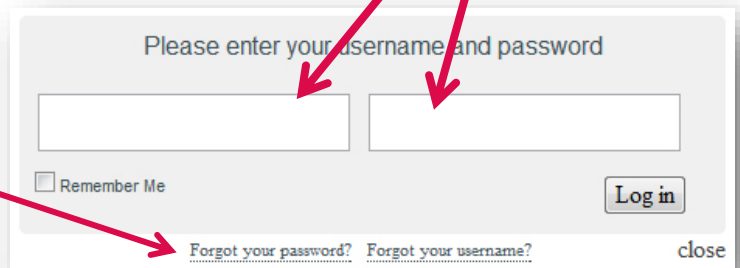 Please enter your username and password
Remember Me
Log in
Forgot your password? Forgot your username? close